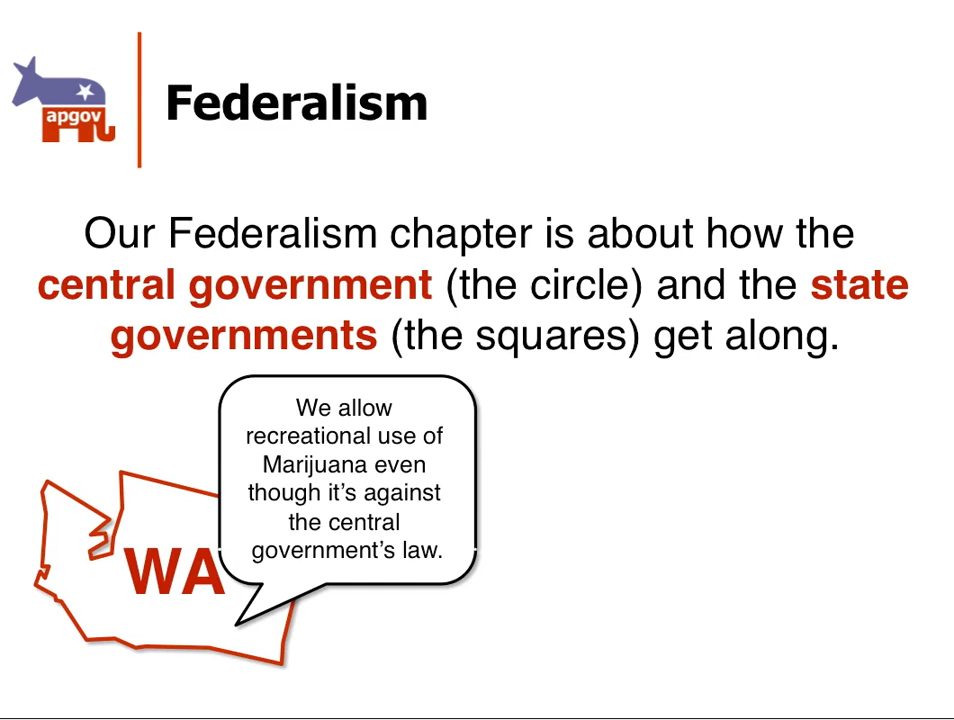 apgov
Federalism
Our Federalism chapter is about how the
central government (the circle) and the state
governments (the squares) get along.
We allow
recreational use of
Marijuana even
though it’s against
the central
government’s law.
WA